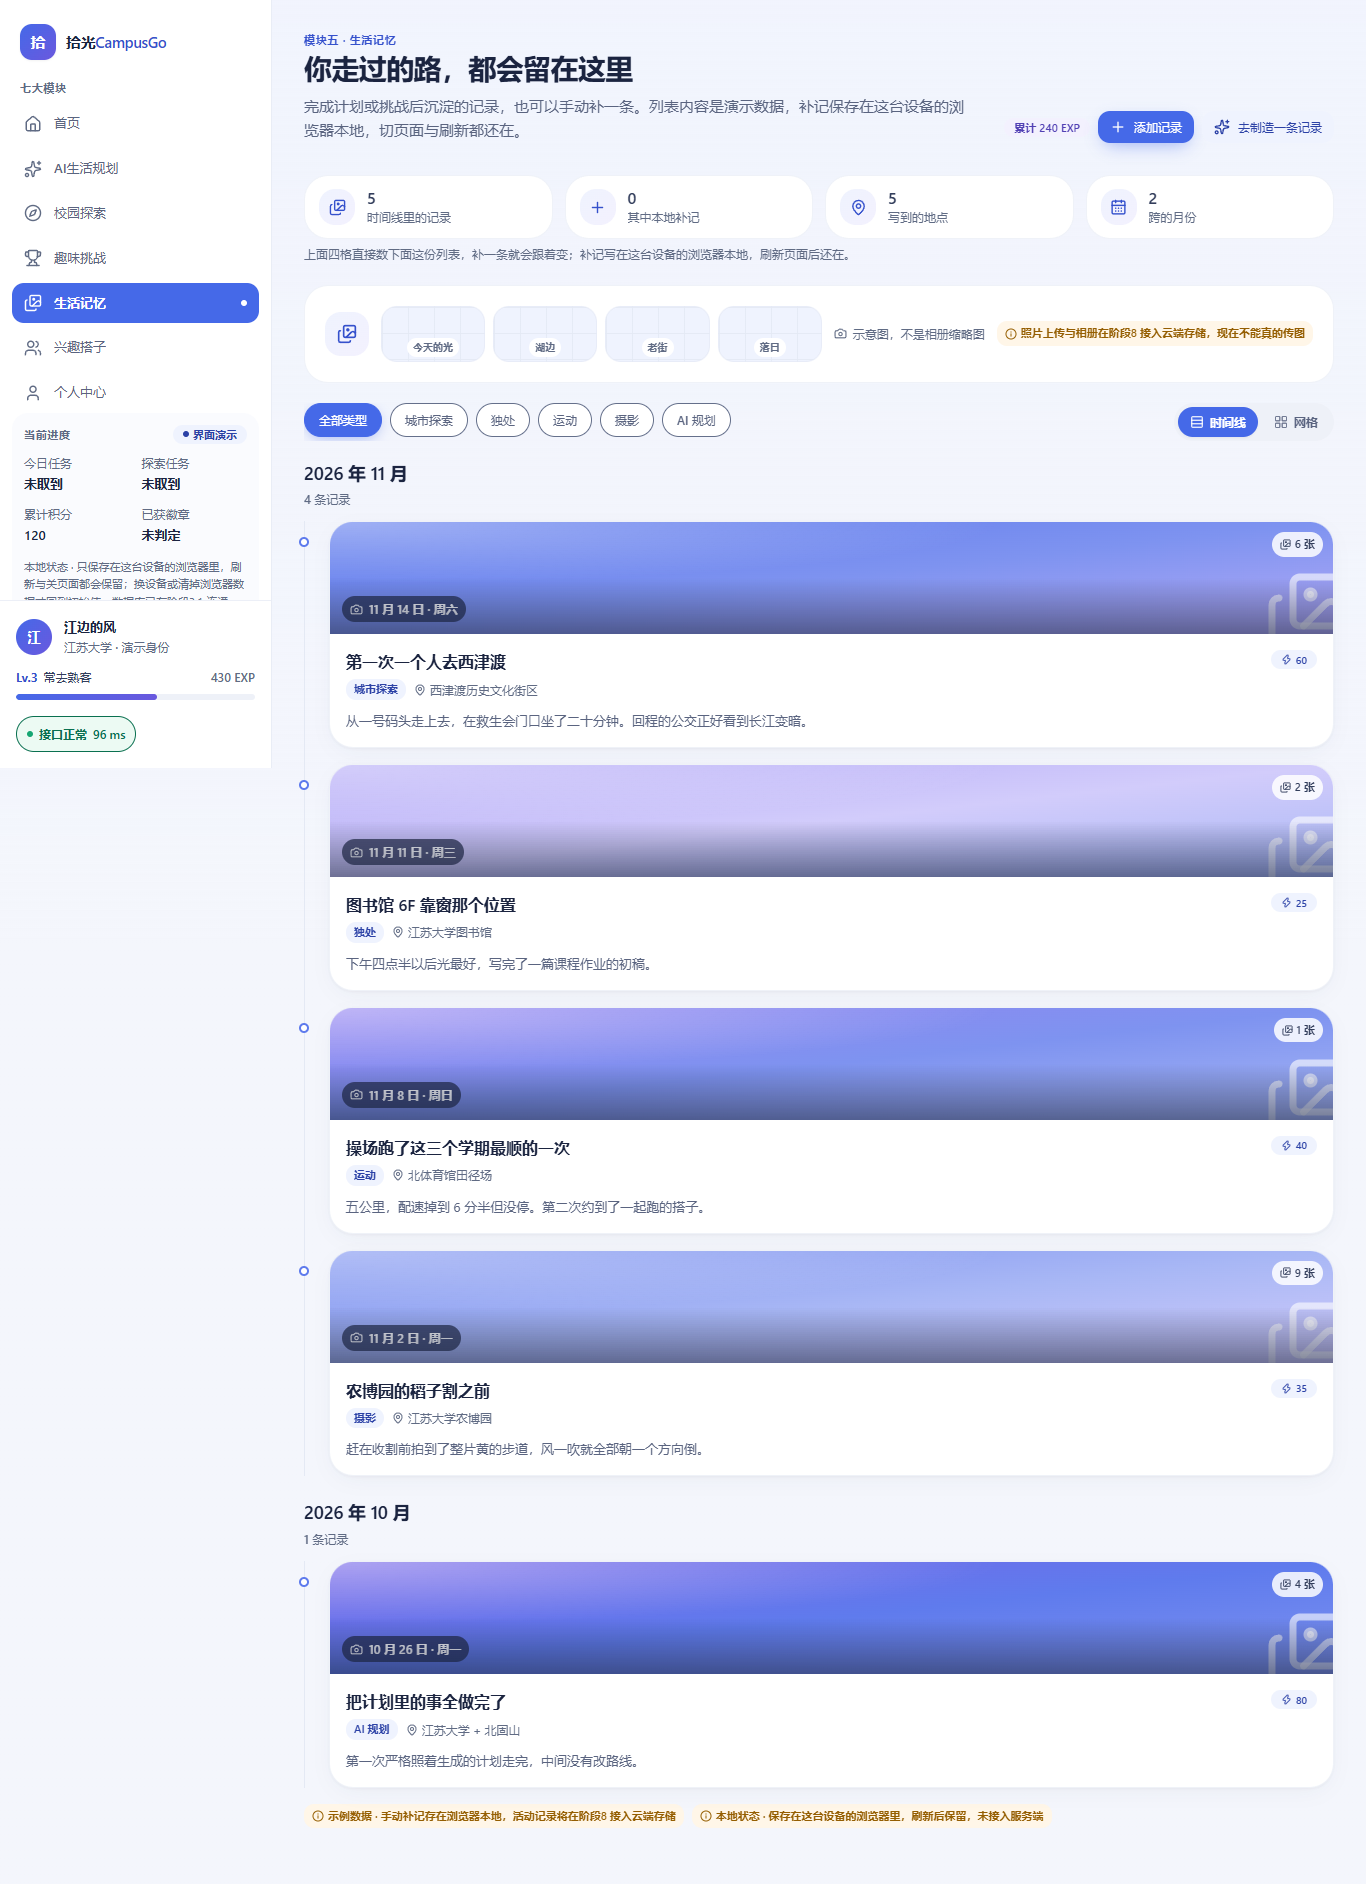 拾 拾光CampusGo
七大模块
首页
AI生活规划
校园探索
趣味挑战
生活记忆
兴趣搭子
个人中心
当前进度 界面演示
今日任务 探索任务
未取到 未取到
累计积分 已获徽章
120 未判定
本地状态 · 只保存在这台设备的浏览器里，刷
新与关页面都会保留；换设备或清掉浏览器数
江 江边的风
江苏大学 · 演示身份
Lv.3 常去熟客 430 EXP
接口正常 96 ms
模块五 · 生活记忆
你走过的路，都会留在这里
完成计划或挑战后沉淀的记录，也可以手动补一条。列表内容是演示数据，补记保存在这台设备的浏
览器本地，切页面与刷新都还在。
累计 240 EXP 添加记录 去制造一条记录
5 时间线里的记录
0 其中本地补记
5 写到的地点
2 跨的月份
上面四格直接数下面这份列表，补一条就会跟着变；补记写在这台设备的浏览器本地，刷新页面后还在。
今天的光 湖边 老街 落日 示意图，不是相册缩略图 照片上传与相册在阶段8 接入云端存储，现在不能真的传图
全部类型 城市探索 独处 运动 摄影 AI 规划 时间线 网格
2026 年 11 月
4 条记录
6 张
11 月 14 日 · 周六
第一次一个人去西津渡 60
城市探索 西津渡历史文化街区
从一号码头走上去，在救生会门口坐了二十分钟。回程的公交正好看到长江变暗。
2 张
11 月 11 日 · 周三
图书馆 6F 靠窗那个位置 25
独处 江苏大学图书馆
下午四点半以后光最好，写完了一篇课程作业的初稿。
1 张
11 月 8 日 · 周日
操场跑了这三个学期最顺的一次 40
运动 北体育馆田径场
五公里，配速掉到 6 分半但没停。第二次约到了一起跑的搭子。
9 张
11 月 2 日 · 周一
农博园的稻子割之前 35
摄影 江苏大学农博园
赶在收割前拍到了整片黄的步道，风一吹就全部朝一个方向倒。
2026 年 10 月
1 条记录
4 张
10 月 26 日 · 周一
把计划里的事全做完了 80
AI 规划 江苏大学 + 北固山
第一次严格照着生成的计划走完，中间没有改路线。
示例数据 · 手动补记存在浏览器本地，活动记录将在阶段8 接入云端存储 本地状态 · 保存在这台设备的浏览器里，刷新后保留，未接入服务端